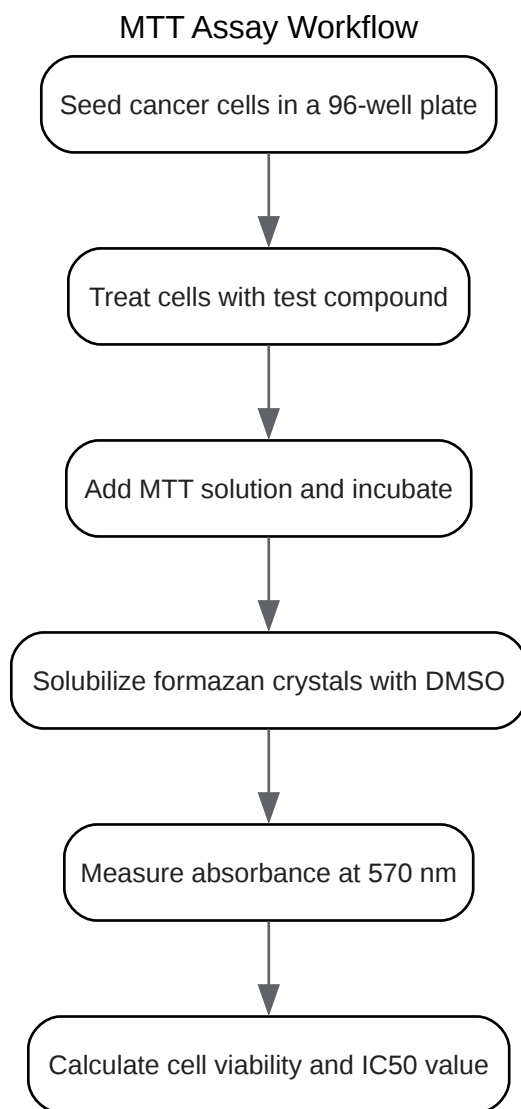 MTT Assay Workflow
Seed cancer cells in a 96-well plate
Treat cells with test compound
Add MTT solution and incubate
Solubilize formazan crystals with DMSO
Measure absorbance at 570 nm
Calculate cell viability and IC50 value